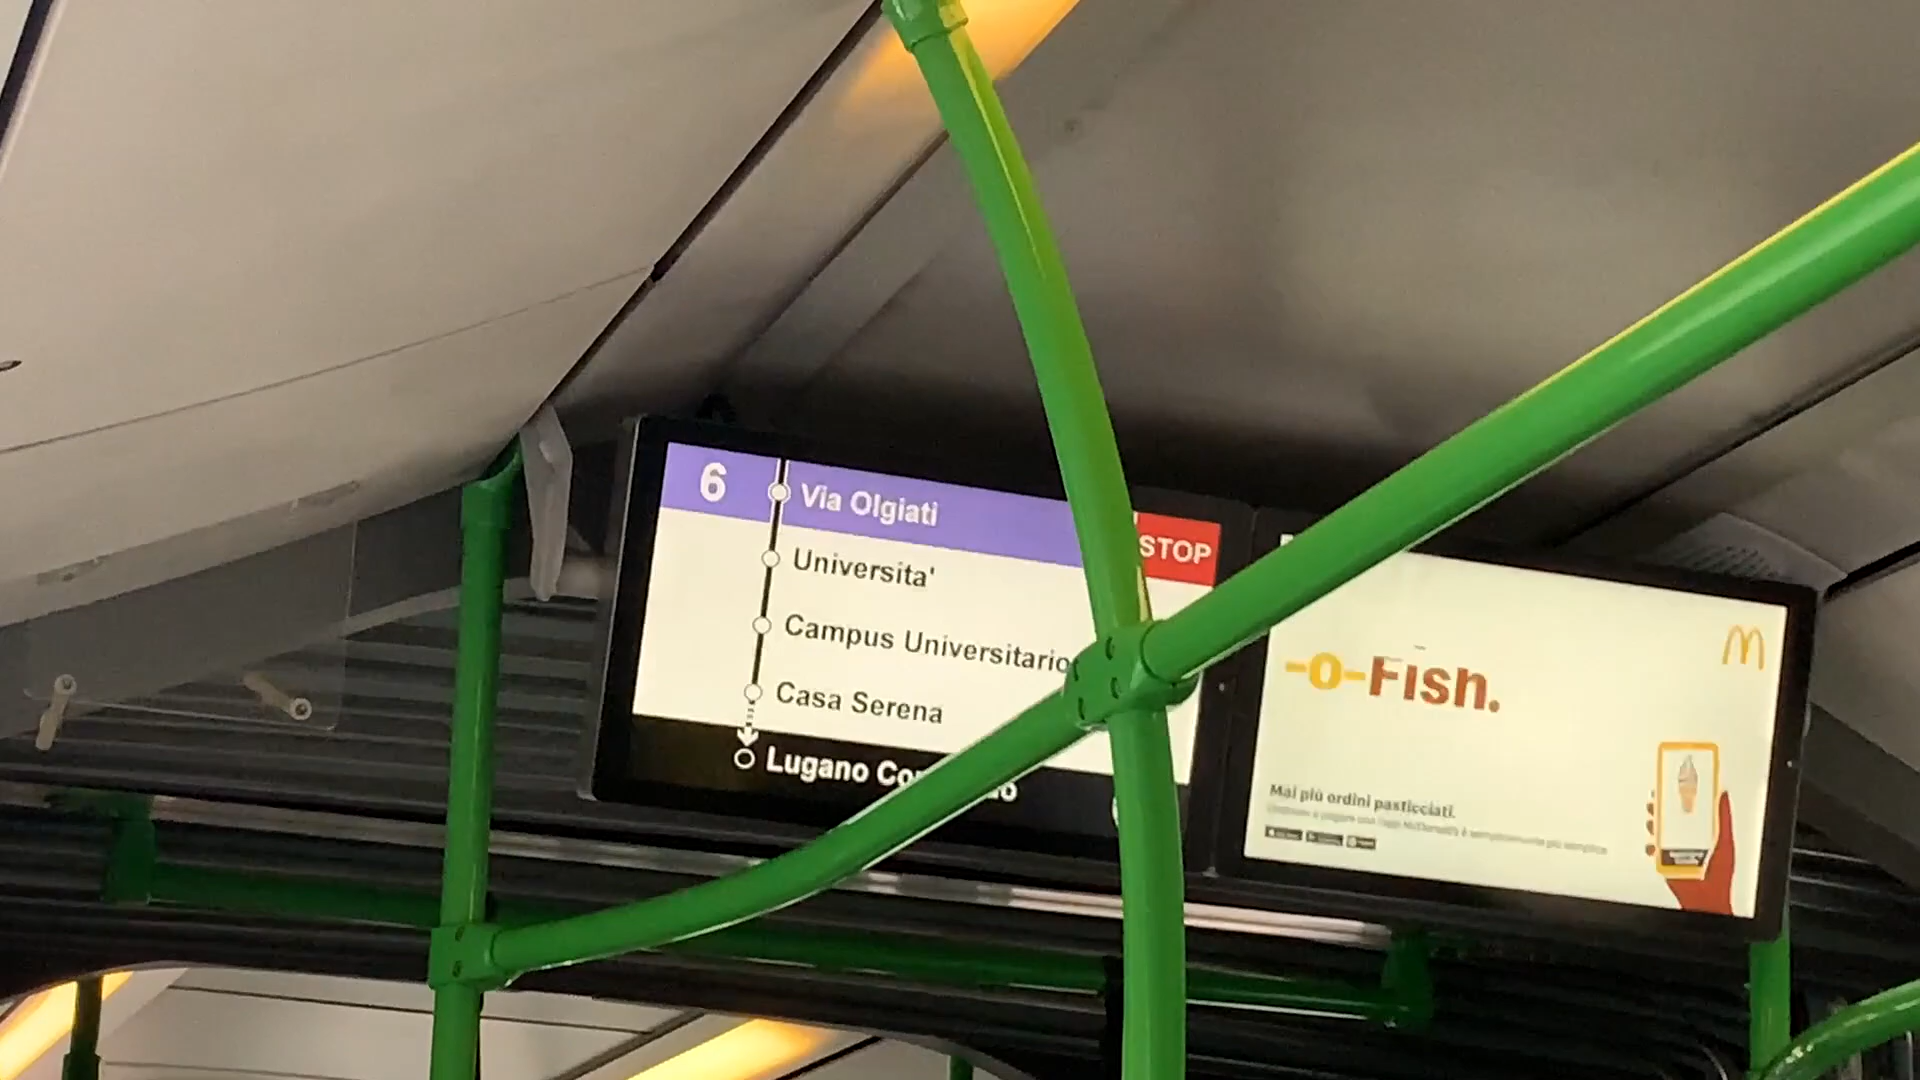 6
Via Olgiati
STOP
Universita'
Campus Universitario
Casa Serena
Lugano
-o-Fish.
Mai più ordini pasticciati.